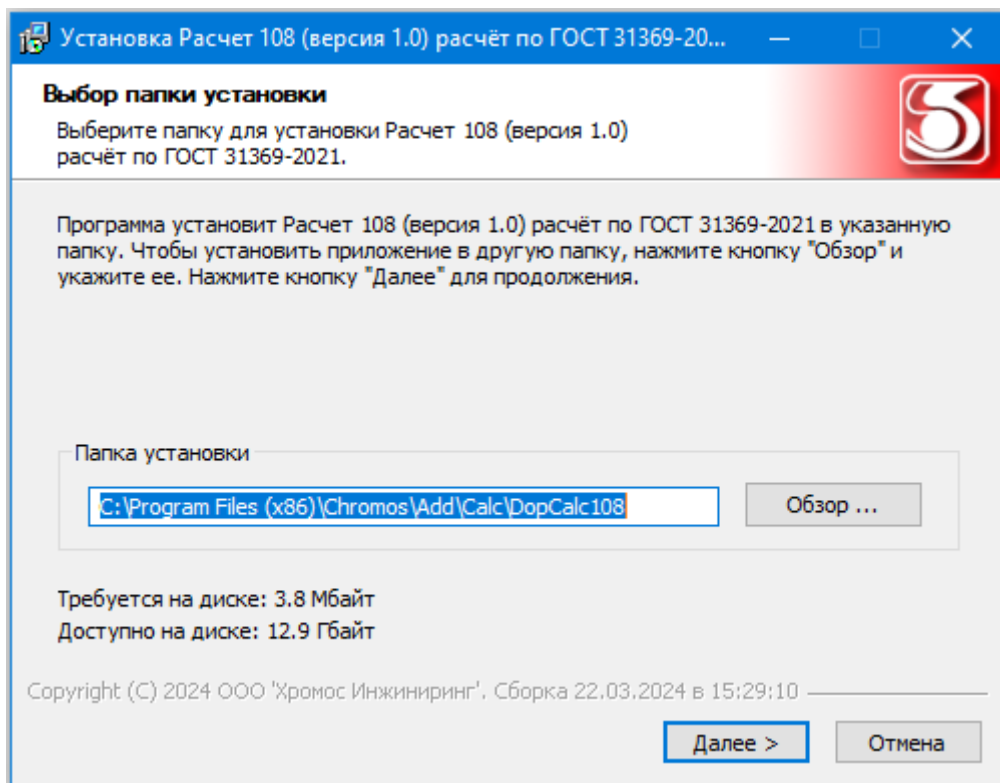 Установка Расчет 108 (версия 1.0) расчёт по ГОСТ 31369-20...
Выбор папки установки
Выберите папку для установки Расчет 108 (версия 1.0)
расчёт по ГОСТ 31369-2021.
Программа установит Расчет 108 (версия 1.0) расчёт по ГОСТ 31369-2021 в указанную
папку. Чтобы установить приложение в другую папку, нажмите кнопку "Обзор" и
укажите ее. Нажмите кнопку "Далее" для продолжения.
Папка установки
C:\Program Files (x86)\Chromos\Add\Calc\DopCalc108
Обзор ...
Требуется на диске: 3.8 Мбайт
Доступно на диске: 12.9 Гбайт
Copyright (C) 2024 ООО 'Хромос Инжиниринг'. Сборка 22.03.2024 в 15:29:10
Далее >
Отмена